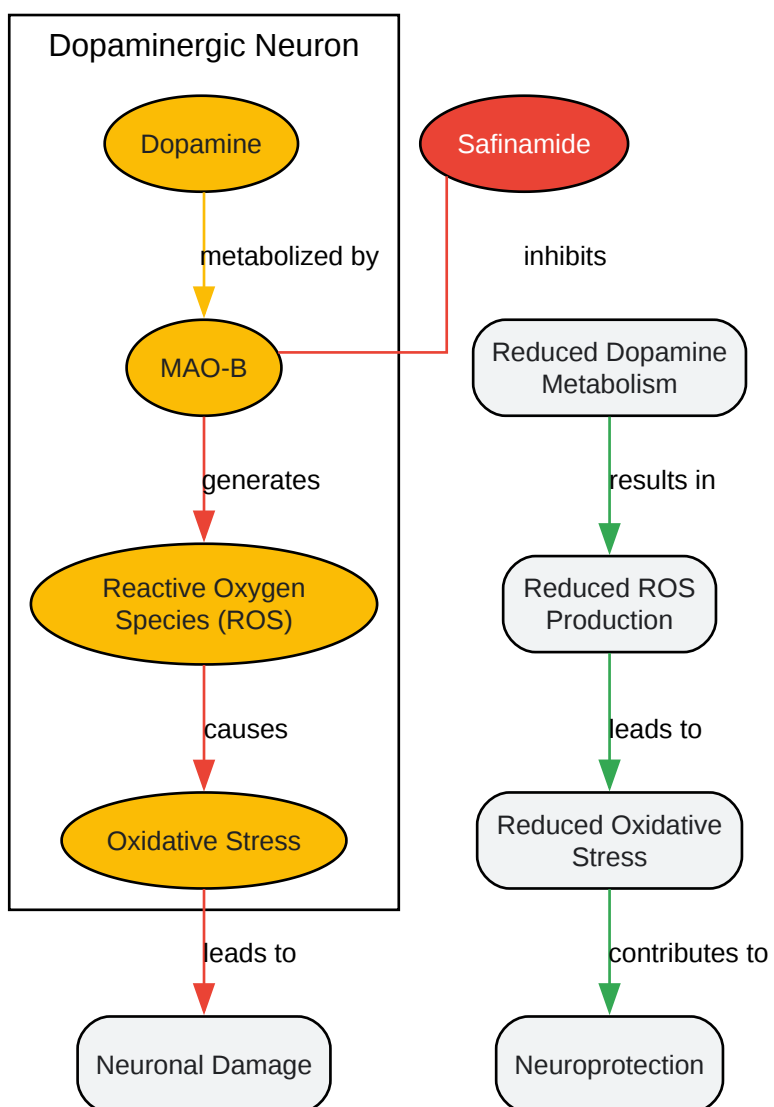 Dopaminergic Neuron
Dopamine
Safinamide
metabolized by
inhibits
MAO-B
Reduced Dopamine
Metabolism
generates
results in
Reactive Oxygen
Species (ROS)
Reduced ROS
Production
causes
leads to
Oxidative Stress
Reduced Oxidative
Stress
leads to
contributes to
Neuronal Damage
Neuroprotection